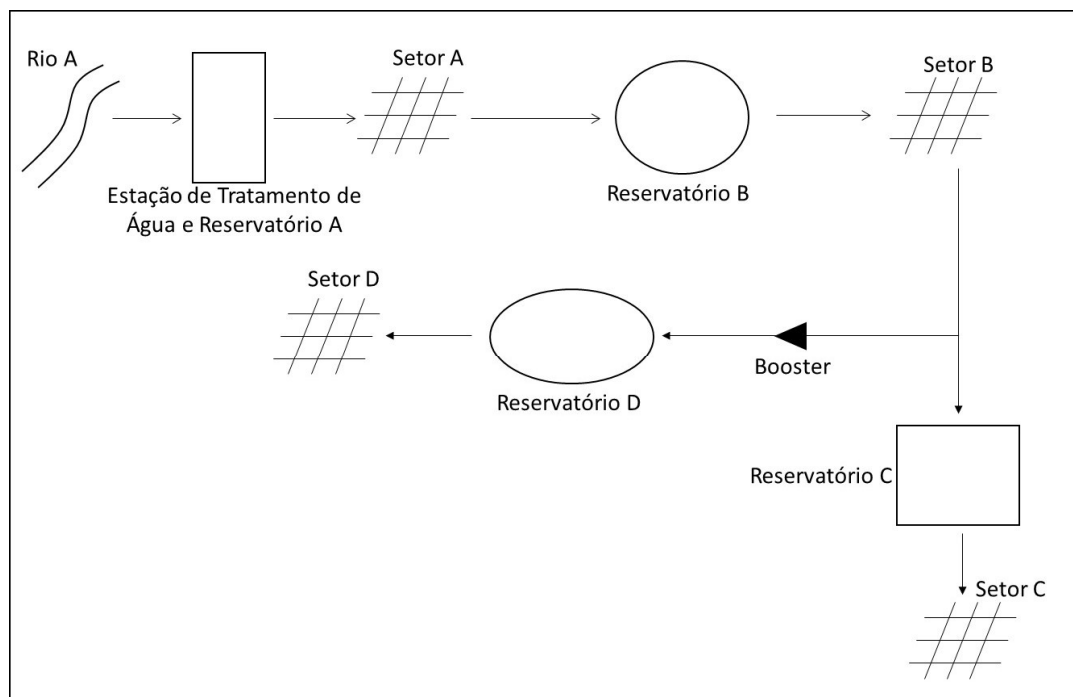 Rio A
Setor A
Setor B
Estação de Tratamento de
Água e Reservatório A
Reservatório B
Setor D
Booster
Reservatório D
Reservatório C
Setor C